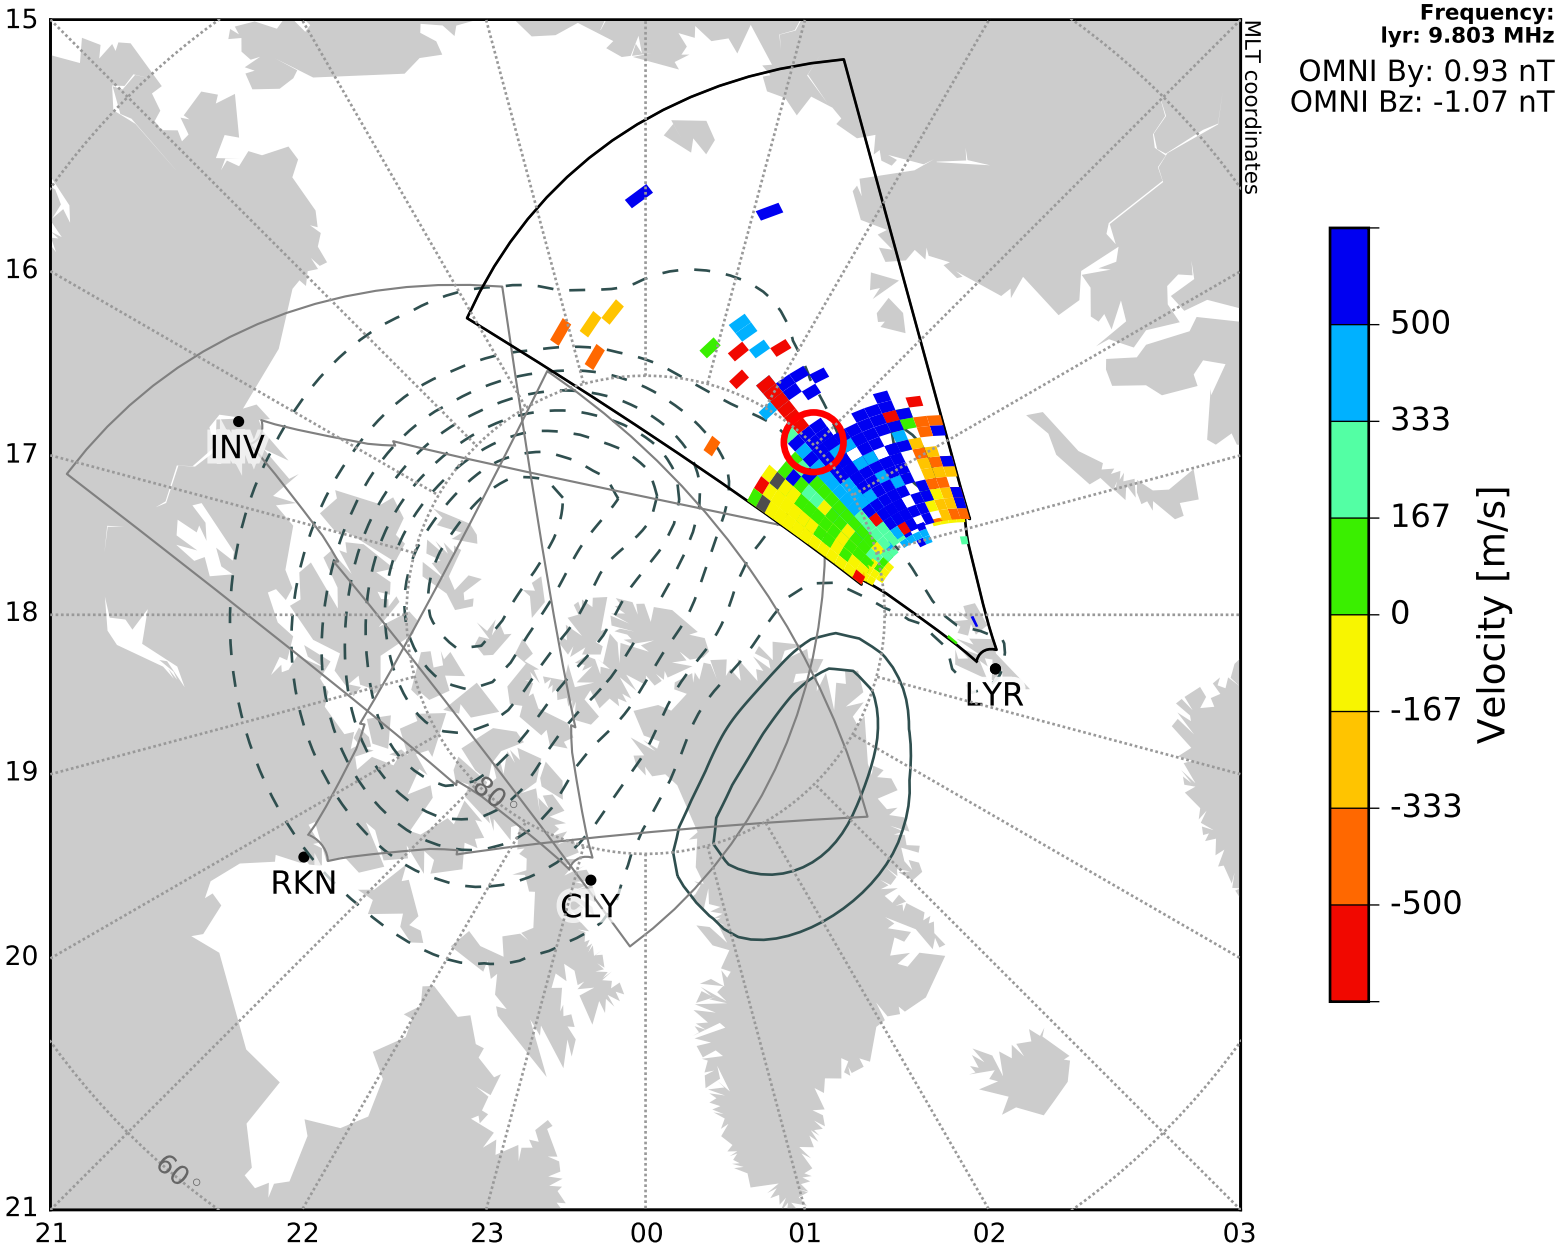 15
16
17
18
19
20
21
21
22
23
00
01
02
03
MLT coordinates
Frequency:
lyr: 9.803 MHz
OMNI By: 0.93 nT
OMNI Bz: -1.07 nT
INV
LYR
RKN
CLY
80°
60°
500
333
167
0
-167
-333
-500
Velocity [m/s]